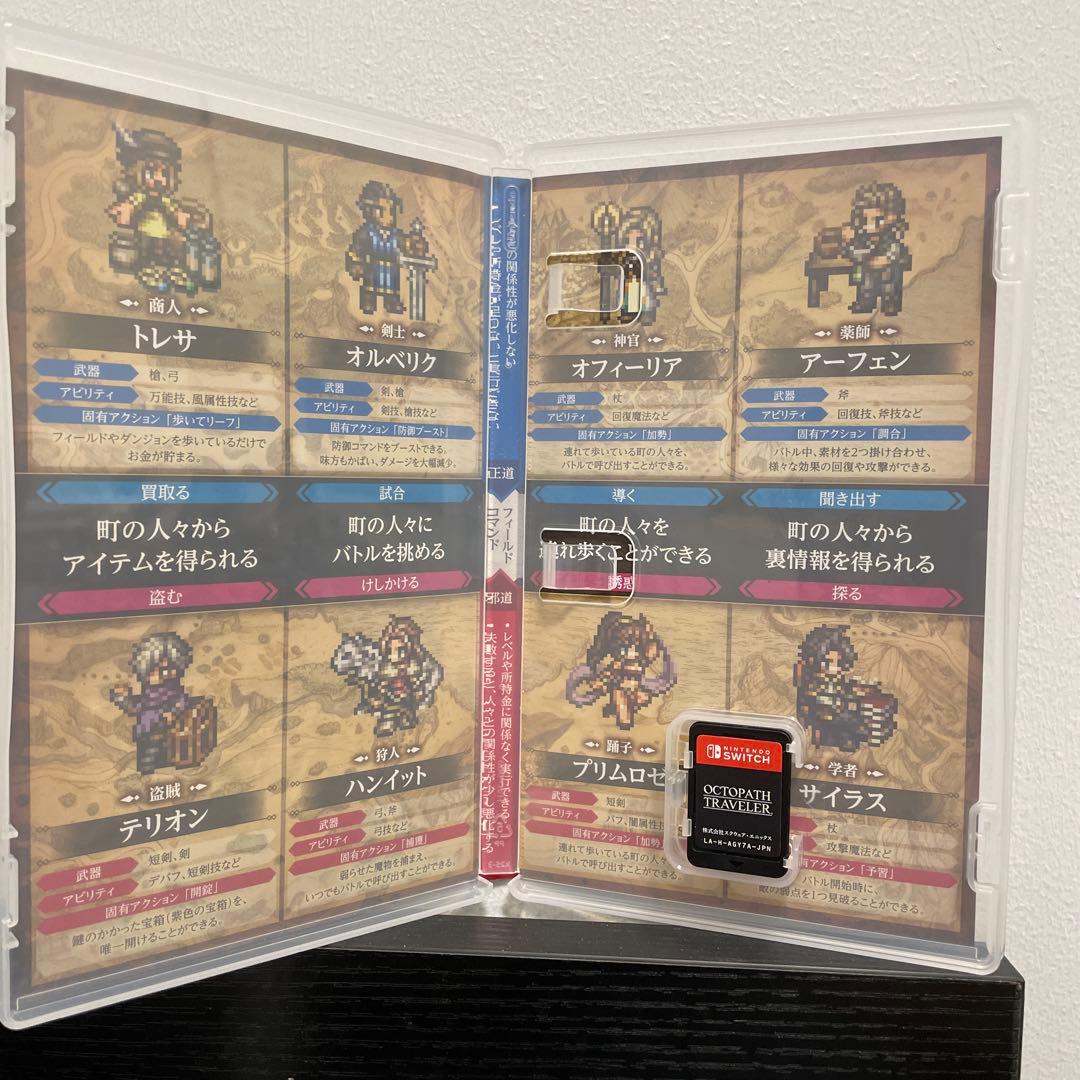 商人
トレサ
武器
槍、弓
アビリティ
万能技、風属性技など
固有アクション「歩いてリーフ」
フィールドやダンジョンを歩いているだけで
お金が貯まる。
剣士
オルベリク
武器
剣、槍
アビリティ
剣技、槍技など
固有アクション「防御ブースト」
防御コマンドをブーストできる。
味方もかばい、ダメージを大幅減少。
神官
オフィーリア
武器
杖
アビリティ
回復魔法など
固有アクション「加勢」
連れて歩いている町の人々を、
バトルで呼び出すことができる。
薬師
アーフェン
武器
斧
アビリティ
回復技、斧技など
固有アクション「調合」
バトル中、素材を2つ掛け合わせ、
様々な効果の回復や攻撃ができる。
の関係性が悪化しない。
正道
フィールド
コマンド
邪道
・レベルや所持金に関係なく実行できる。
・失敗すると、人々との関係性が少し悪化する
買取る
町の人々から
アイテムを得られる
盗む
試合
町の人々に
バトルを挑める
けしかける
導く
町の人々を
連れ歩くことができる
誘惑
聞き出す
町の人々から
裏情報を得られる
探る
盗賊
テリオン
武器
短剣、剣
アビリティ
デバフ、短剣技など
固有アクション「開錠」
鍵のかかった宝箱(紫色の宝箱)を、
唯一開けることができる。
狩人
ハンイット
武器
弓、斧
アビリティ
弓技など
固有アクション「捕獲」
弱らせた魔物を捕まえ、
いつでもバトルで呼び出すことができる。
踊子
プリムロゼ
武器
短剣
アビリティ
バフ、闇属性技
固有アクション「加勢
連れて歩いている町の
バトルで呼び出すことが
学者
サイラス
杖
攻撃魔法など
有アクション「予習」
バトル開始時に、
敵の弱点を1つ見破ることができる。
NINTENDO
SWITCH
OCTOPATH
TRAVELER
株式会社スクウェア・エニックス
LA-H-AGY7A-JPN